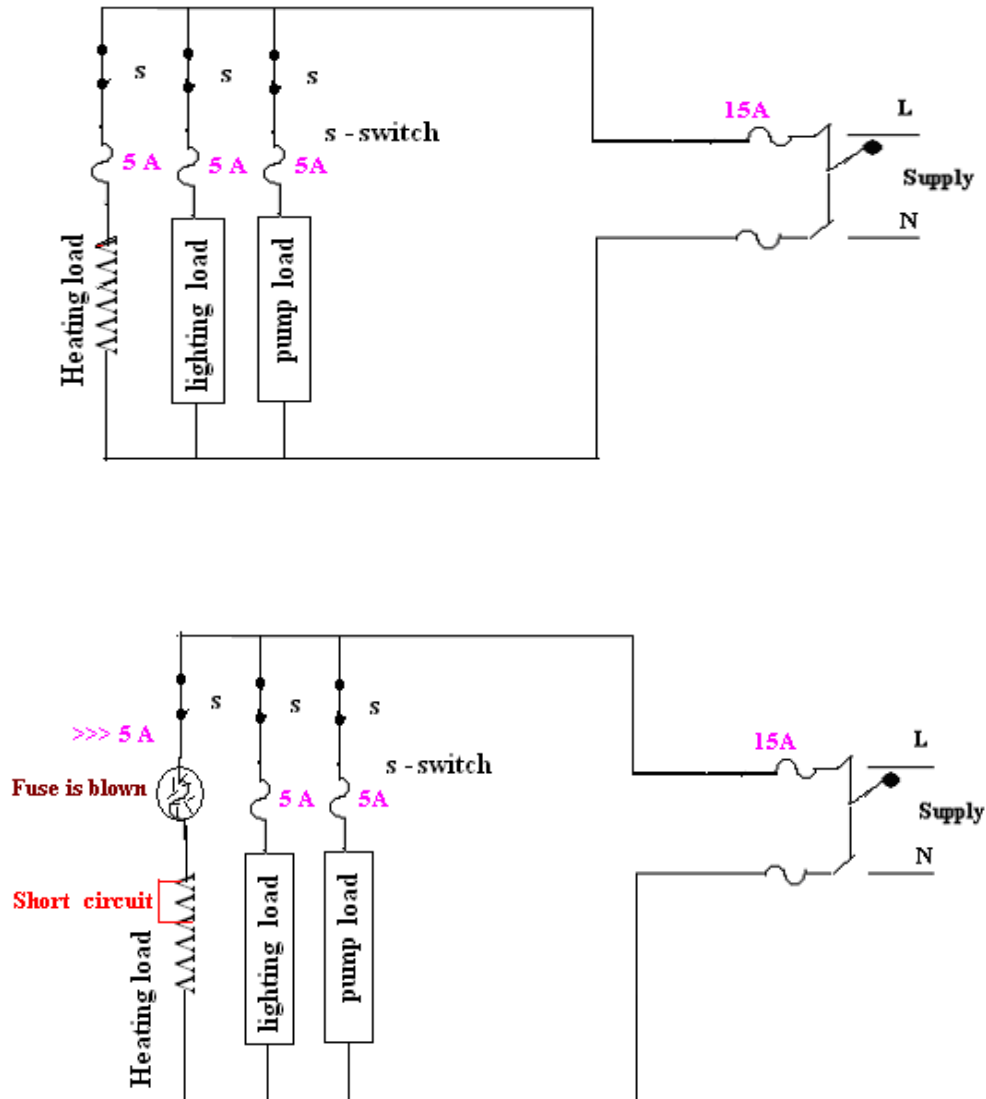 s s s
s - switch
15A
L
5 A 5 A 5A
Supply
N
Heating load
lighting load
pump load
s s s
>>> 5 A
s - switch
15A
L
Fuse is blown
5 A 5A
Supply
N
Short circuit
Heating load
lighting load
pump load